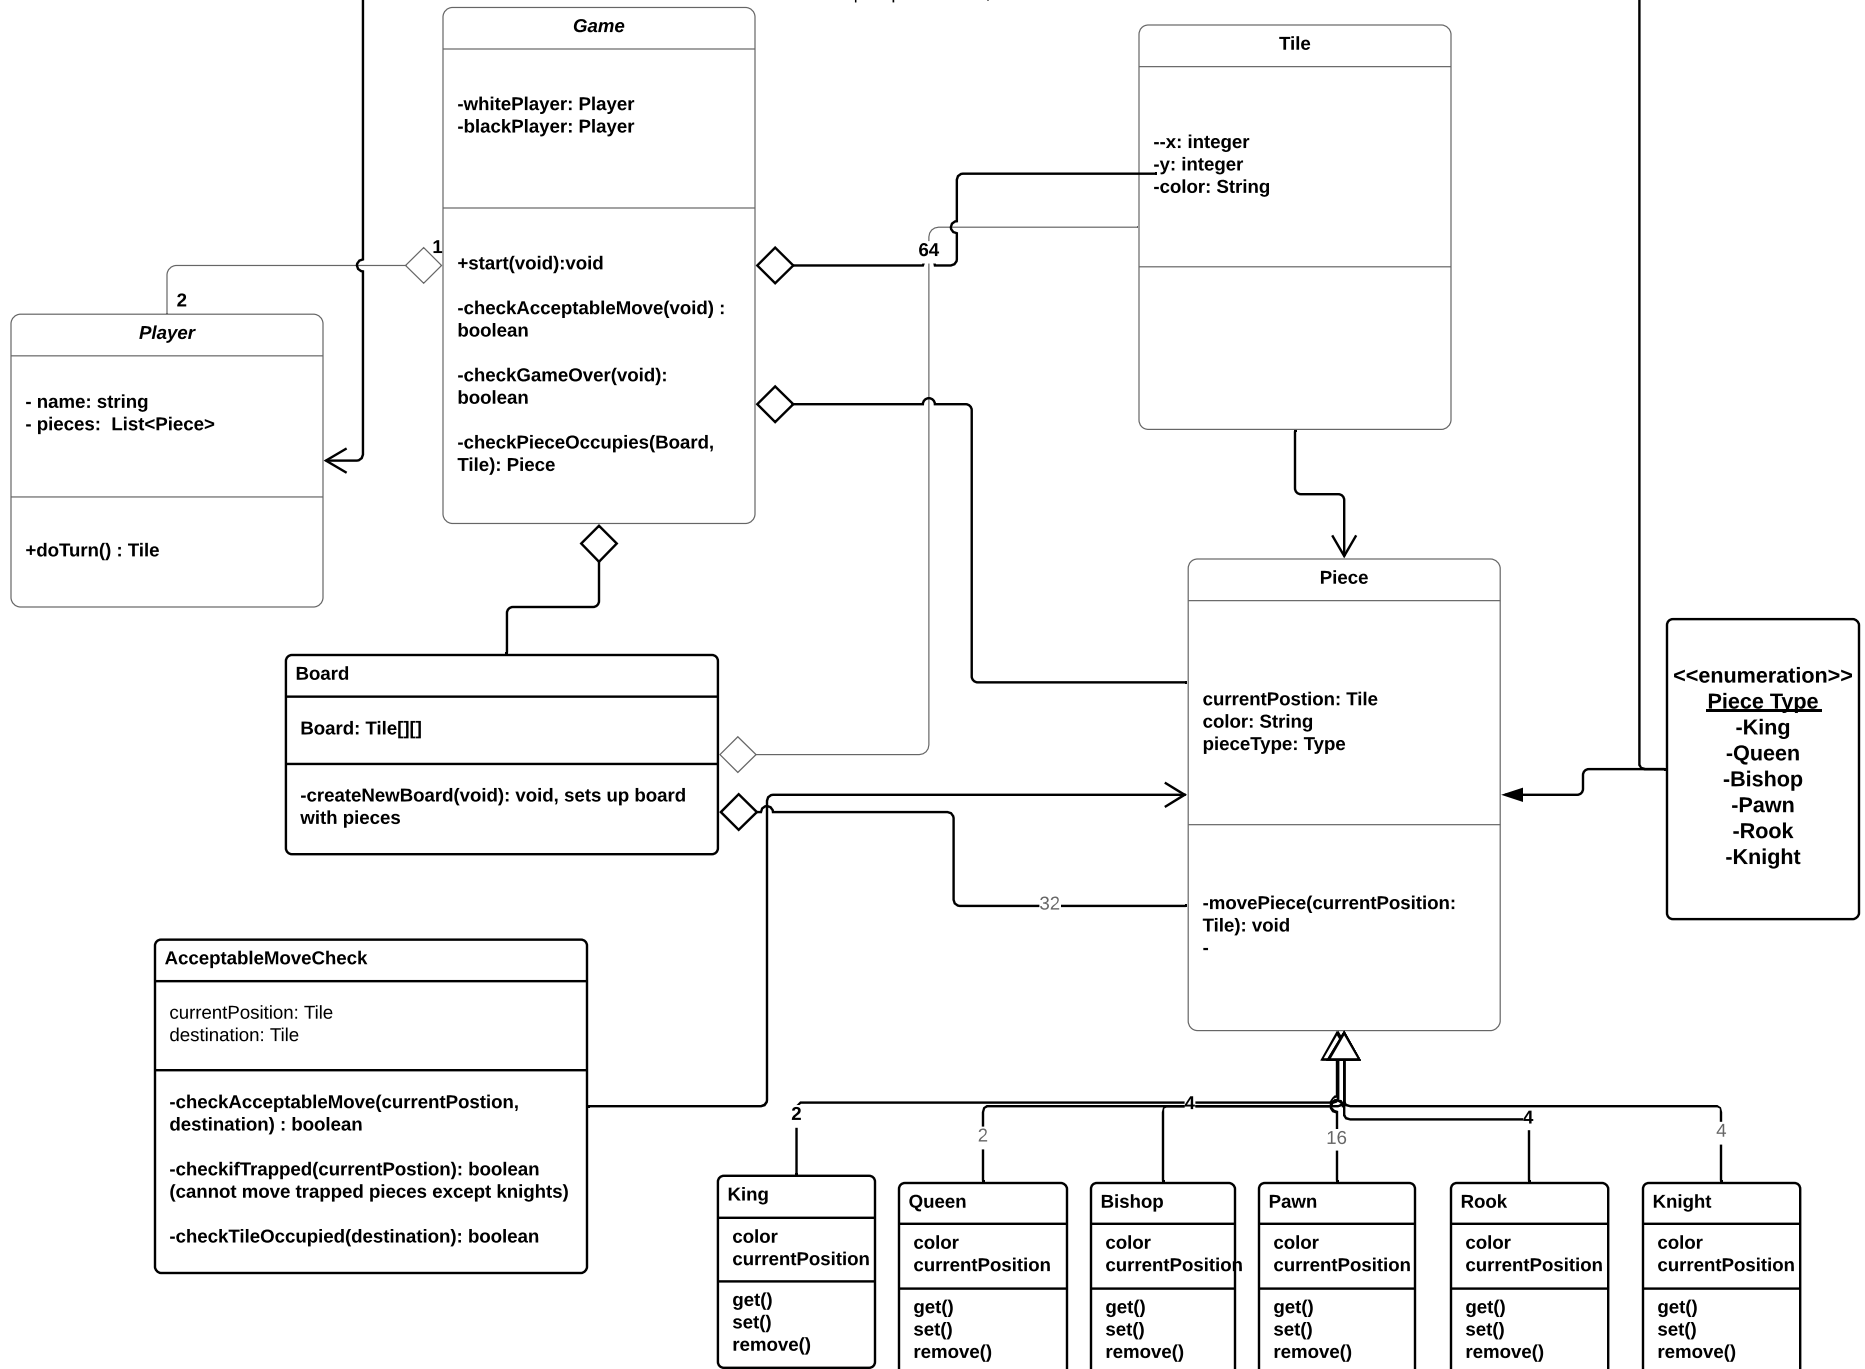 Game
-whitePlayer: Player
-blackPlayer: Player
+start(void):void
-checkAcceptableMove(void) :
boolean
-checkGameOver(void):
boolean
-checkPieceOccupies(Board,
Tile): Piece
Tile
--x: integer
-y: integer
-color: String
1
2
64
Player
- name: string
- pieces:  List<Piece>
+doTurn() : Tile
Board
Board: Tile[][]
-createNewBoard(void): void, sets up board
with pieces
Piece
currentPostion: Tile
color: String
pieceType: Type
-movePiece(currentPosition:
Tile): void
-
<<enumeration>>
Piece Type
-King
-Queen
-Bishop
-Pawn
-Rook
-Knight
32
AcceptableMoveCheck
currentPosition: Tile
destination: Tile
-checkAcceptableMove(currentPostion,
destination) : boolean
-checkifTrapped(currentPostion): boolean
(cannot move trapped pieces except knights)
-checkTileOccupied(destination): boolean
2
2
4
16
4
4
King
color
currentPosition
get()
set()
remove()
Queen
color
currentPosition
get()
set()
remove()
Bishop
color
currentPosition
get()
set()
remove()
Pawn
color
currentPosition
get()
set()
remove()
Rook
color
currentPosition
get()
set()
remove()
Knight
color
currentPosition
get()
set()
remove()